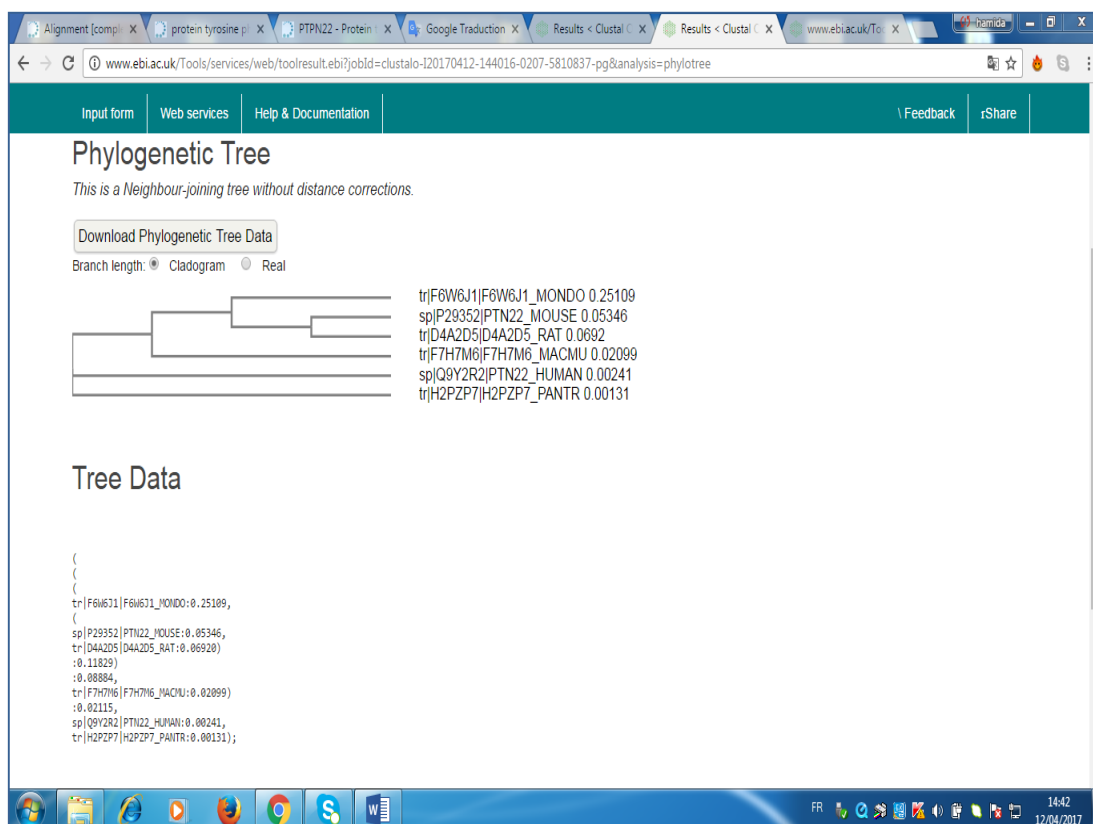 Alignment [compl
protein tyrosine pl
PTPN22 - Protein t
Google Traduction
Results < Clustal C
Results < Clustal C
www.ebi.ac.uk/Too
hamida
www.ebi.ac.uk/Tools/services/web/toolresult.ebi?jobId=clustalo-I20170412-144016-0207-5810837-pg&analysis=phylotree
Input form
Web services
Help & Documentation
\ Feedback
rShare
Phylogenetic Tree
This is a Neighbour-joining tree without distance corrections.
Download Phylogenetic Tree Data
Branch length: Cladogram Real
tr|F6W6J1|F6W6J1_MONDO 0.25109
sp|P29352|PTN22_MOUSE 0.05346
tr|D4A2D5|D4A2D5_RAT 0.0692
tr|F7H7M6|F7H7M6_MACMU 0.02099
sp|Q9Y2R2|PTN22_HUMAN 0.00241
tr|H2PZP7|H2PZP7_PANTR 0.00131
Tree Data
(
(
(
tr|F6W6J1|F6W6J1_MONDO:0.25109,
(
sp|P29352|PTN22_MOUSE:0.05346,
tr|D4A2D5|D4A2D5_RAT:0.06920)
:0.11829)
:0.08884,
tr|F7H7M6|F7H7M6_MACMU:0.02099)
:0.02115,
sp|Q9Y2R2|PTN22_HUMAN:0.00241,
tr|H2PZP7|H2PZP7_PANTR:0.00131);
FR
14:42
12/04/2017